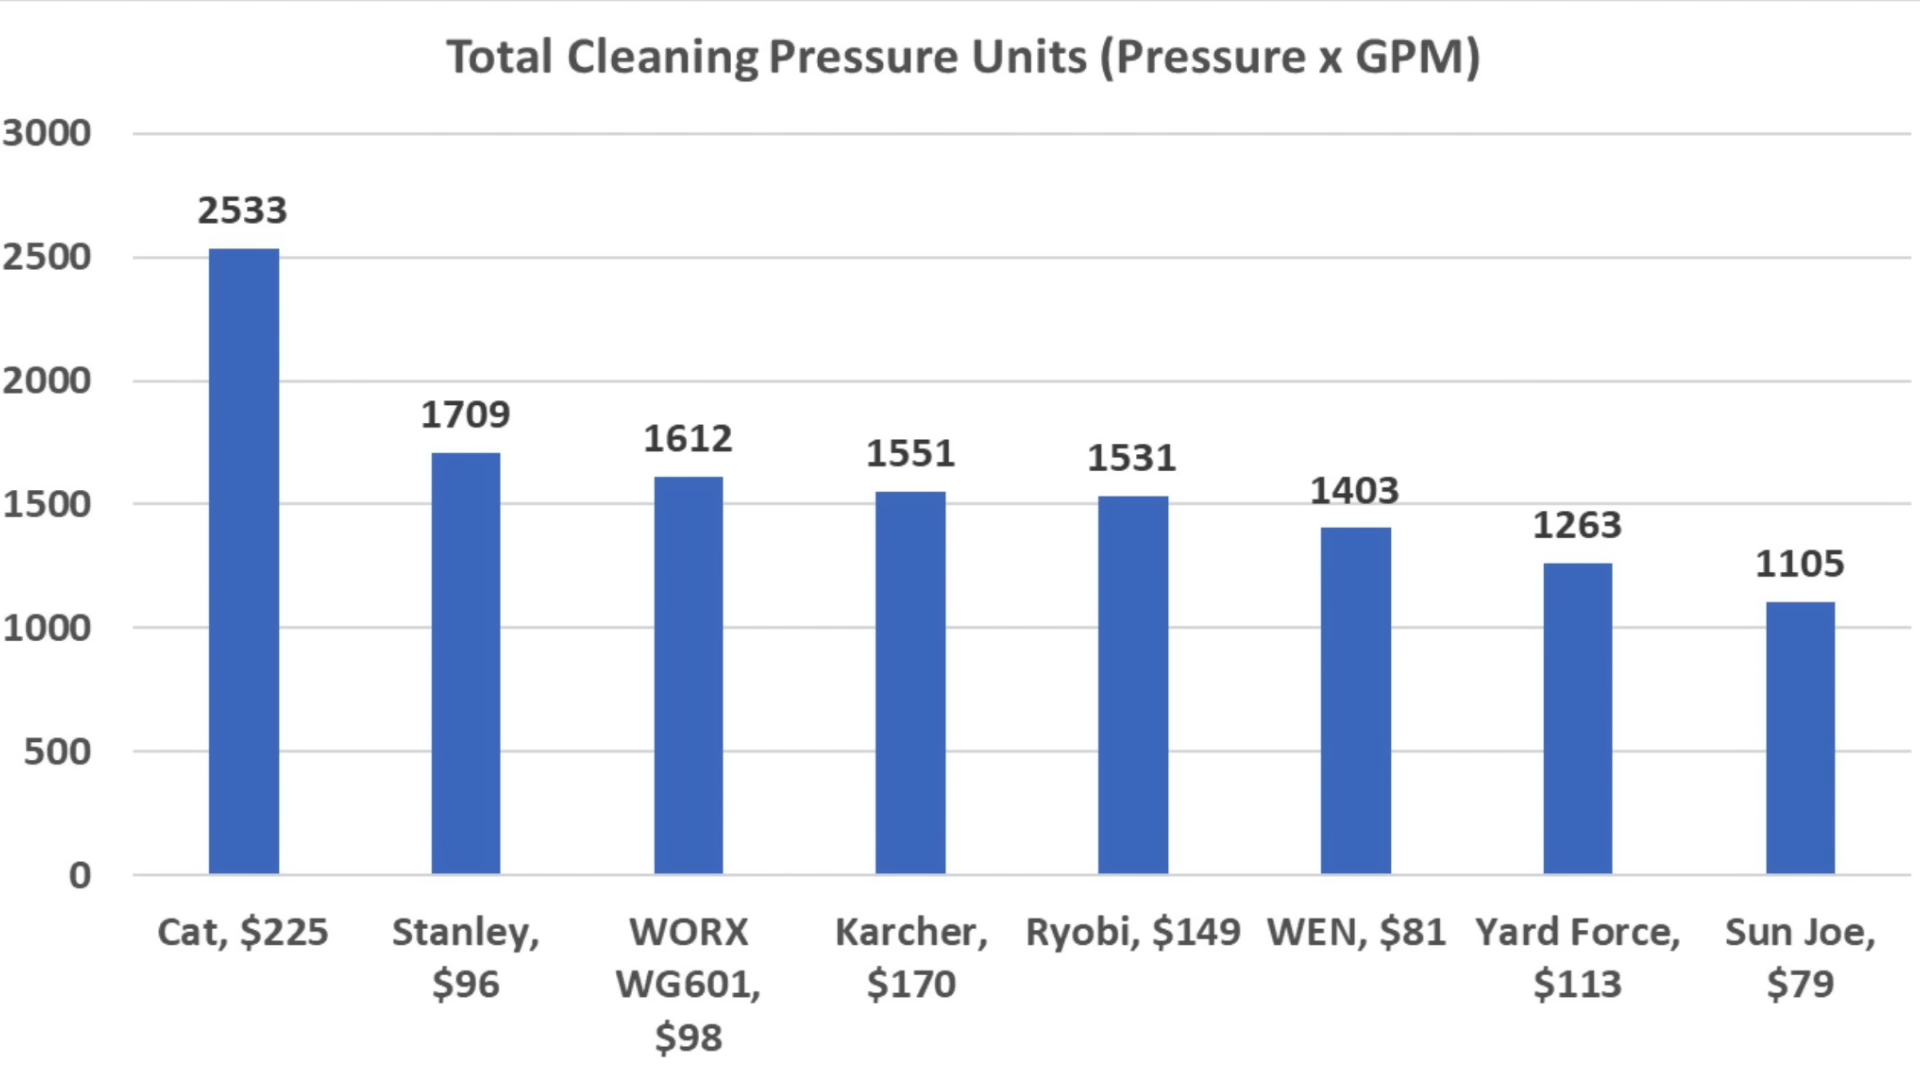 Total Cleaning Pressure Units (Pressure x GPM)
3000
2500
2000
1500
1000
500
0
2533
1709
1612
1551
1531
1403
1263
1105
Cat, $225
Stanley,
$96
WORX
WG601,
$98
Karcher,
$170
Ryobi, $149
WEN, $81
Yard Force,
$113
Sun Joe,
$79